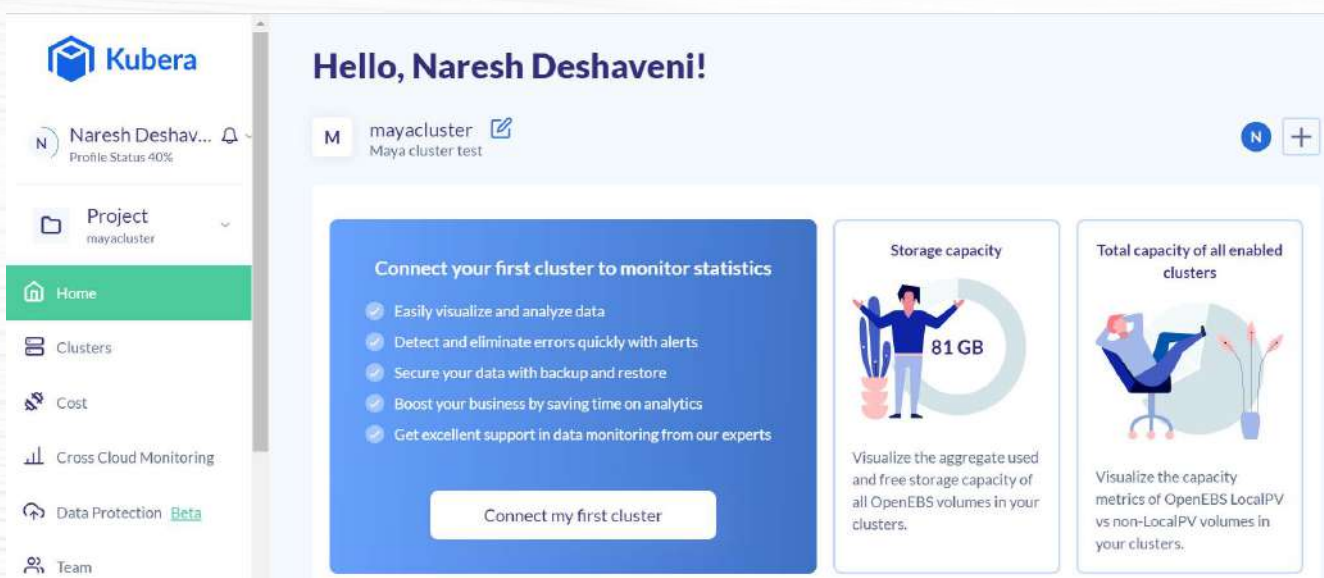 Kubera
N
Naresh Deshav...
Profile Status 40%
Project
mayacluster
Home
Clusters
Cost
Cross Cloud Monitoring
Data Protection Beta
Team
Hello, Naresh Deshaveni!
M
mayacluster
Maya cluster test
N
Connect your first cluster to monitor statistics
Easily visualize and analyze data
Detect and eliminate errors quickly with alerts
Secure your data with backup and restore
Boost your business by saving time on analytics
Get excellent support in data monitoring from our experts
Connect my first cluster
Storage capacity
81 GB
Visualize the aggregate used
and free storage capacity of
all OpenEBS volumes in your
clusters.
Total capacity of all enabled
clusters
Visualize the capacity
metrics of OpenEBS LocalPV
vs non-LocalPV volumes in
your clusters.